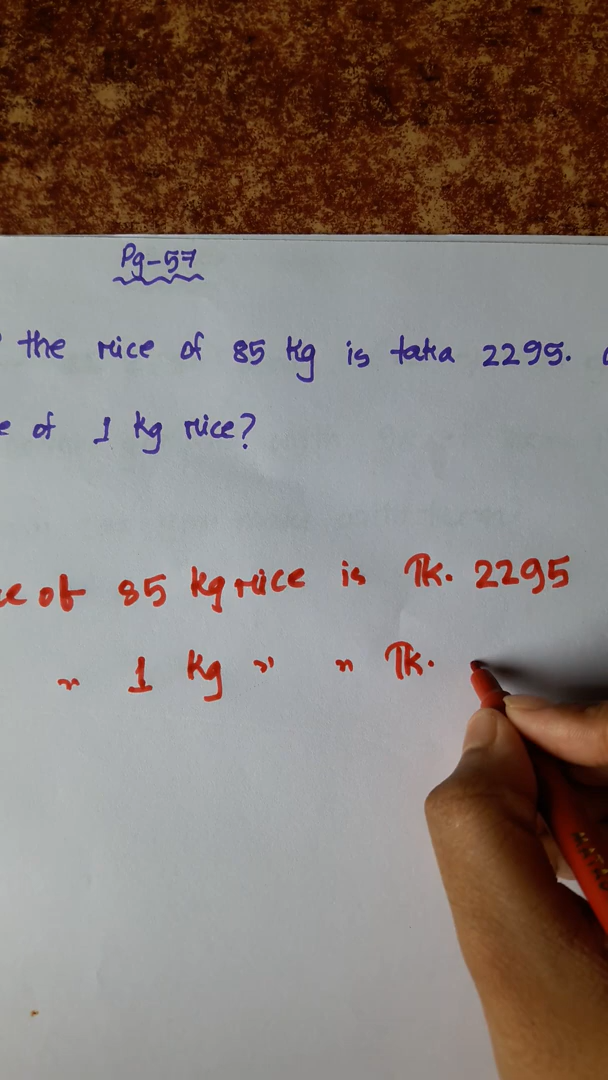 Pg-57
the rice of 85 kg is taka 2295.
e of 1 kg rice?
ce of 85 kg rice is Tk. 2295
" 1 kg " " Tk.